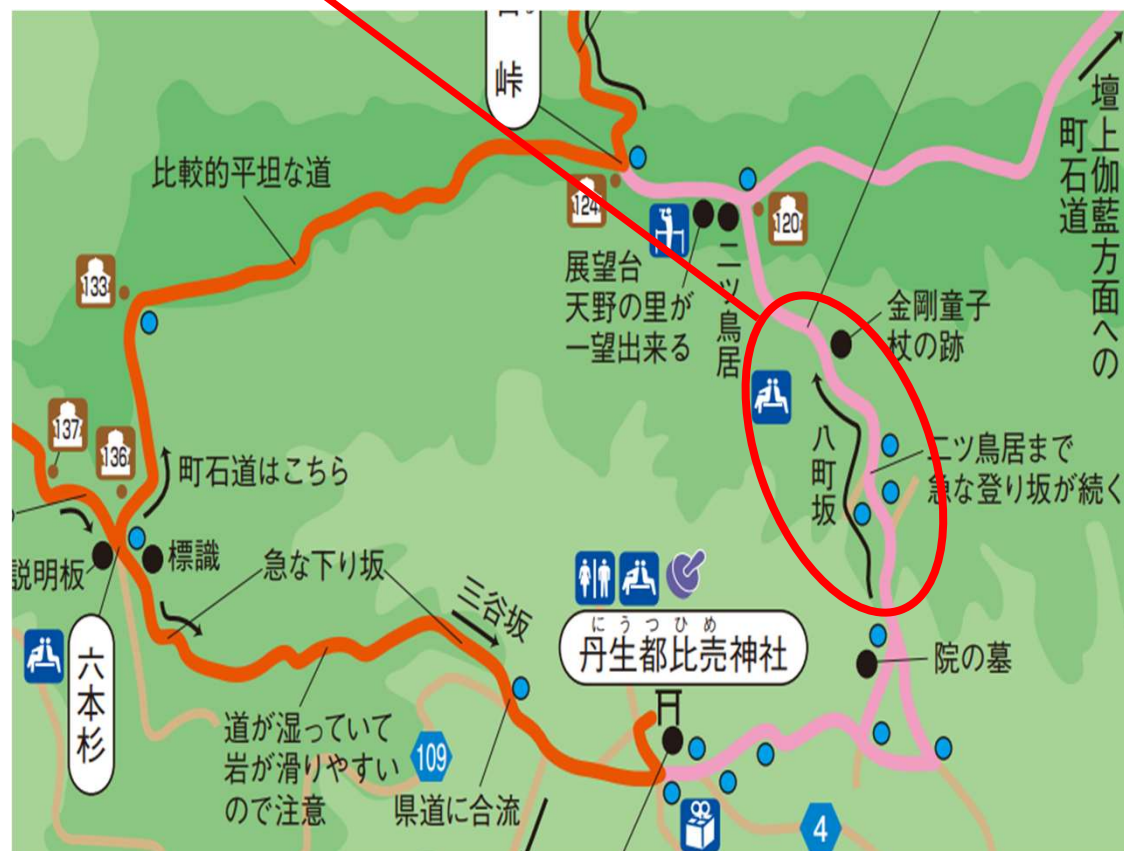 峠
比較的平坦な道
124
120
壇上伽藍方面への
町石道
展望台
天野の里が
一望出来る
二ツ鳥居
133
金剛童子
杖の跡
137
136
町石道はこちら
八町坂
二ツ鳥居まで
急な登り坂が続く
説明板
標識
急な下り坂
三谷坂
にうつひめ
丹生都比売神社
院の墓
六本杉
道が湿っていて
岩が滑りやすい
ので注意
109
県道に合流
4